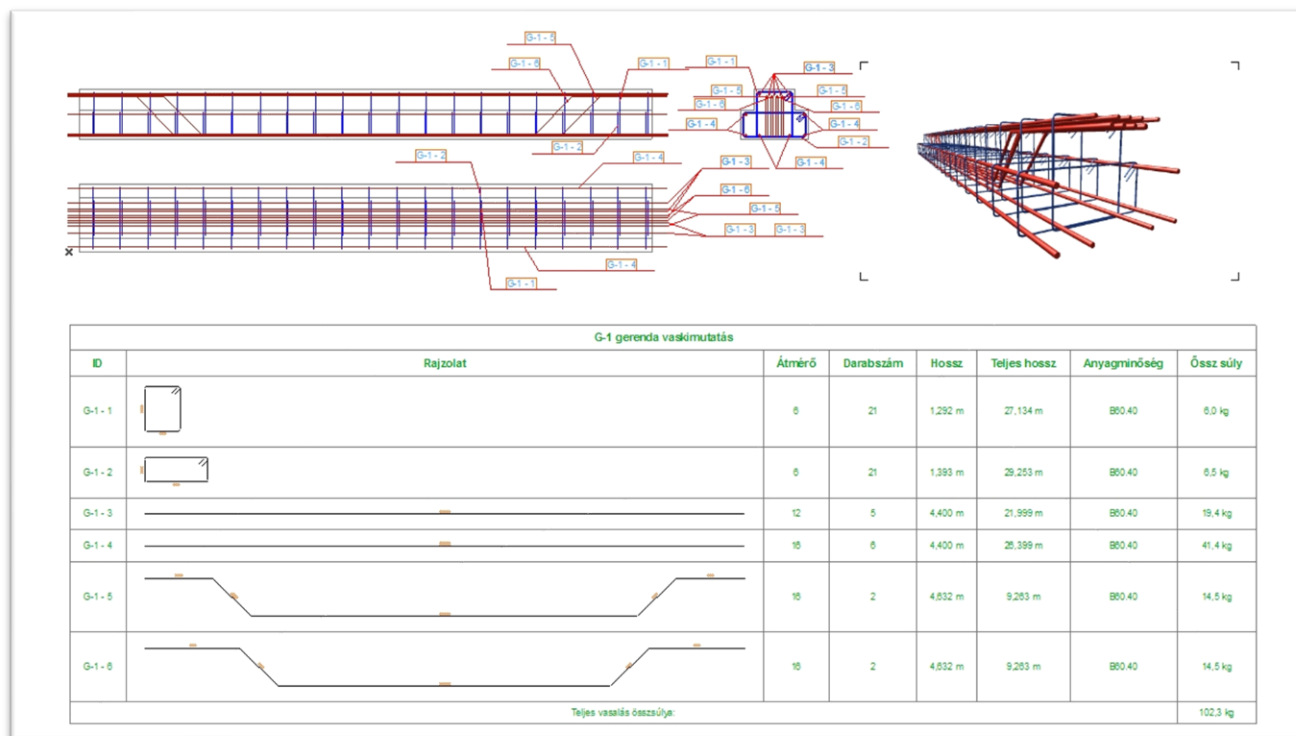 G-1 - 5
G-1 - 6
G-1 - 1
G-1 - 1
G-1 - 3
G-1 - 5
G-1 - 5
G-1 - 6
G-1 - 6
G-1 - 4
G-1 - 4
G-1 - 2
G-1 - 2
G-1 - 2
G-1 - 4
G-1 - 3
G-1 - 4
G-1 - 6
G-1 - 5
G-1 - 3
G-1 - 3
G-1 - 4
G-1 - 1
G-1 gerenda vaskimutatás
ID Rajzolat Átmérő Darabszám Hossz Teljes hossz Anyagminőség Össz súly
G-1 - 1 6 21 1,292 m 27,134 m B60.40 6,0 kg
G-1 - 2 6 21 1,393 m 29,253 m B60.40 6,5 kg
G-1 - 3 12 5 4,400 m 21,999 m B60.40 19,4 kg
G-1 - 4 16 6 4,400 m 26,399 m B60.40 41,4 kg
G-1 - 5 16 2 4,632 m 9,263 m B60.40 14,5 kg
G-1 - 6 16 2 4,632 m 9,263 m B60.40 14,5 kg
Teljes vasalás összsúlya: 102,3 kg